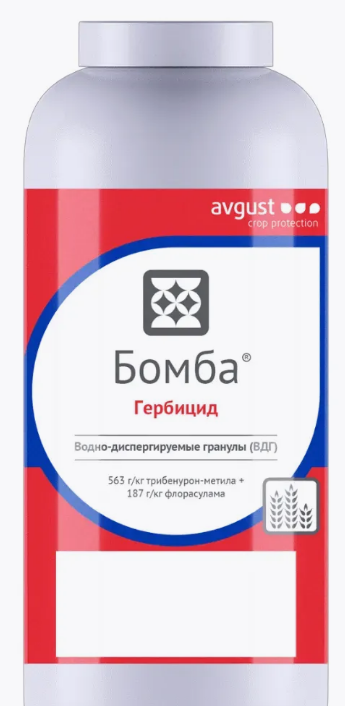 avgust
crop protection
Бомба®
Гербицид
Водно-диспергируемые гранулы (ВДГ)
563 г/кг трибенурон-метила +
187 г/кг флорасулама